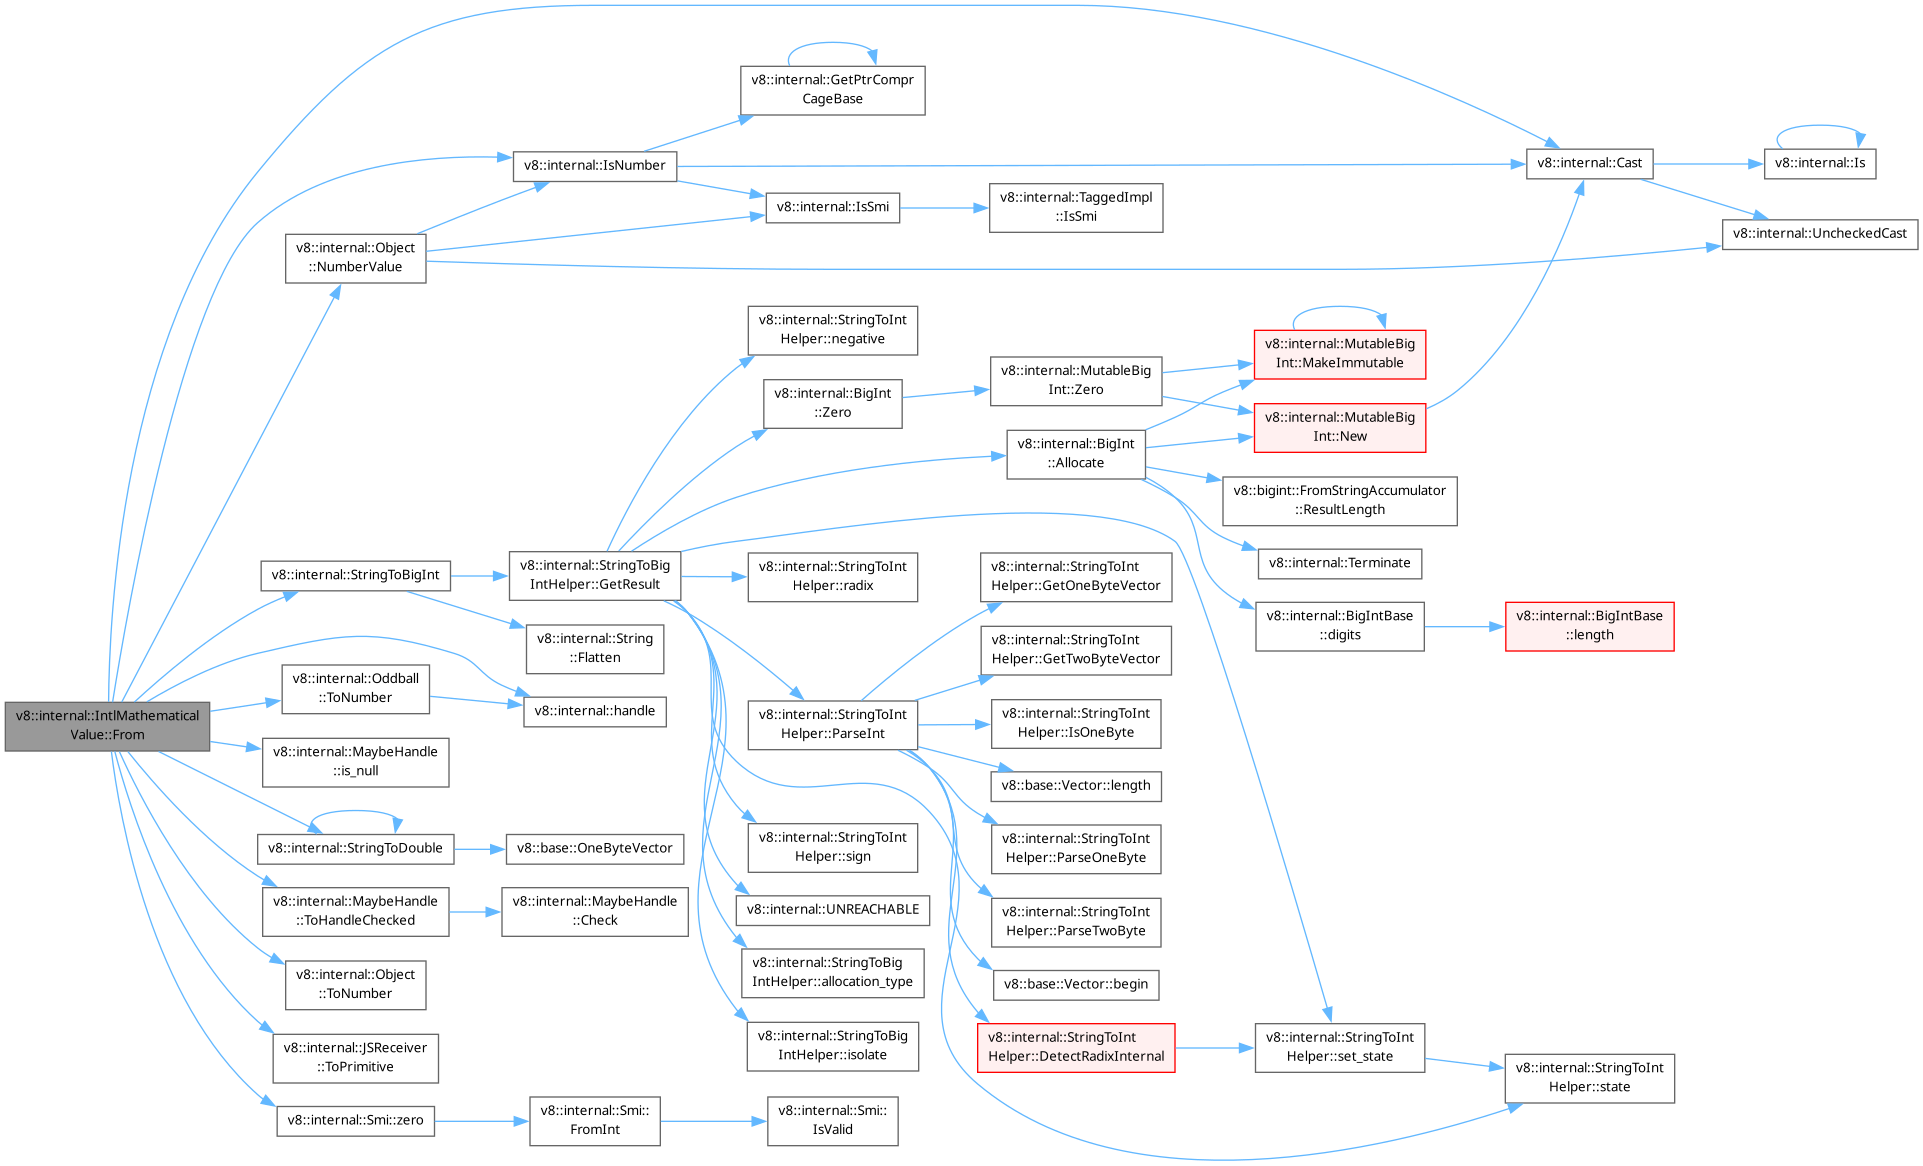 v8::internal::IntlMathematical
Value::From
v8::internal::Object
::NumberValue
v8::internal::StringToBigInt
v8::internal::Oddball
::ToNumber
v8::internal::MaybeHandle
::is_null
v8::internal::StringToDouble
v8::internal::MaybeHandle
::ToHandleChecked
v8::internal::Object
::ToNumber
v8::internal::JSReceiver
::ToPrimitive
v8::internal::Smi::zero
v8::internal::IsNumber
v8::internal::StringToBig
IntHelper::GetResult
v8::internal::String
::Flatten
v8::internal::handle
v8::base::OneByteVector
v8::internal::MaybeHandle
::Check
v8::internal::Smi::
FromInt
v8::internal::GetPtrCompr
CageBase
v8::internal::IsSmi
v8::internal::StringToInt
Helper::negative
v8::internal::BigInt
::Zero
v8::internal::StringToInt
Helper::radix
v8::internal::StringToInt
Helper::ParseInt
v8::internal::StringToInt
Helper::sign
v8::internal::UNREACHABLE
v8::internal::StringToBig
IntHelper::allocation_type
v8::internal::StringToBig
IntHelper::isolate
v8::internal::Smi::
IsValid
v8::internal::TaggedImpl
::IsSmi
v8::internal::MutableBig
Int::Zero
v8::internal::BigInt
::Allocate
v8::internal::StringToInt
Helper::GetOneByteVector
v8::internal::StringToInt
Helper::GetTwoByteVector
v8::internal::StringToInt
Helper::IsOneByte
v8::base::Vector::length
v8::internal::StringToInt
Helper::ParseOneByte
v8::internal::StringToInt
Helper::ParseTwoByte
v8::base::Vector::begin
v8::internal::StringToInt
Helper::DetectRadixInternal
v8::internal::MutableBig
Int::MakeImmutable
v8::internal::MutableBig
Int::New
v8::bigint::FromStringAccumulator
::ResultLength
v8::internal::Terminate
v8::internal::BigIntBase
::digits
v8::internal::StringToInt
Helper::set_state
v8::internal::Cast
v8::internal::BigIntBase
::length
v8::internal::StringToInt
Helper::state
v8::internal::Is
v8::internal::UncheckedCast